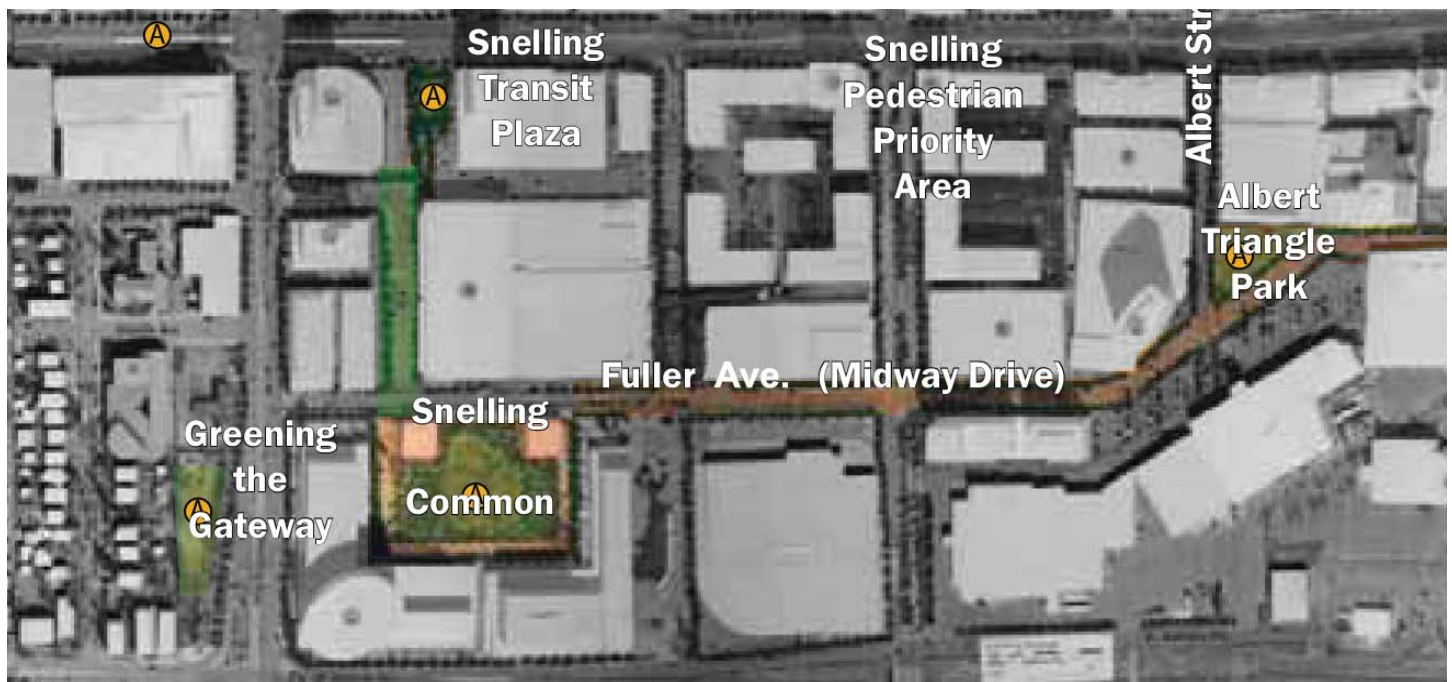 A
Snelling
Transit
Plaza
A
Snelling
Pedestrian
Priority
Area
Albert Str
Albert
Triangle
Park
A
Fuller Ave. (Midway Drive)
Snelling
Common
A
Greening
the
Gateway
A